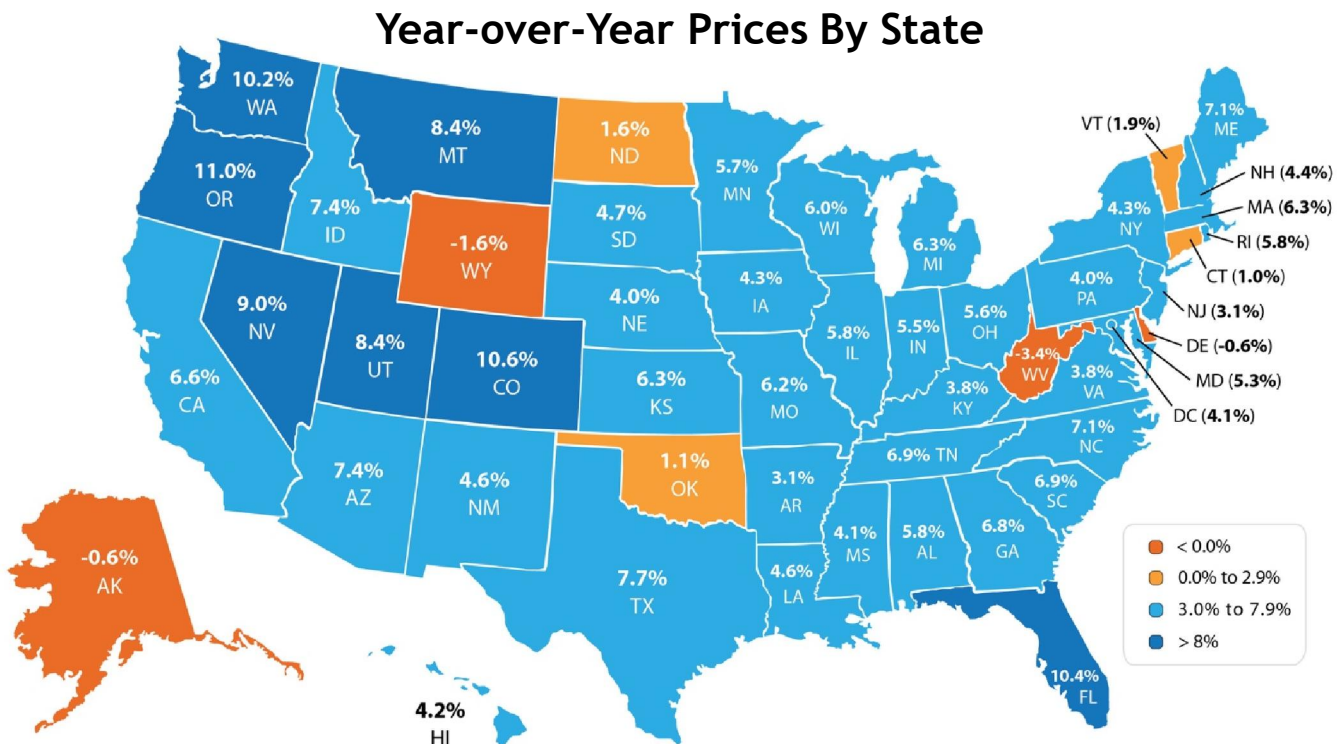 Year-over-Year Prices By State
10.2%
WA
11.0%
OR
7.4%
ID
8.4%
MT
-1.6%
WY
9.0%
NV
8.4%
UT
10.6%
CO
6.6%
CA
7.4%
AZ
4.6%
NM
1.6%
ND
4.7%
SD
4.0%
NE
6.3%
KS
1.1%
OK
7.7%
TX
5.7%
MN
4.3%
IA
6.2%
MO
3.1%
AR
4.6%
LA
6.0%
WI
5.8%
IL
6.3%
MI
5.5%
IN
5.6%
OH
3.8%
KY
6.9% TN
4.1%
MS
5.8%
AL
6.8%
GA
10.4%
FL
6.9%
SC
7.1%
NC
3.8%
VA
-3.4%
WV
4.0%
PA
4.3%
NY
7.1%
ME
VT (1.9%)
NH (4.4%)
MA (6.3%)
RI (5.8%)
CT (1.0%)
NJ (3.1%)
DE (-0.6%)
MD (5.3%)
DC (4.1%)
-0.6%
AK
4.2%
HI
< 0.0%
0.0% to 2.9%
3.0% to 7.9%
> 8%